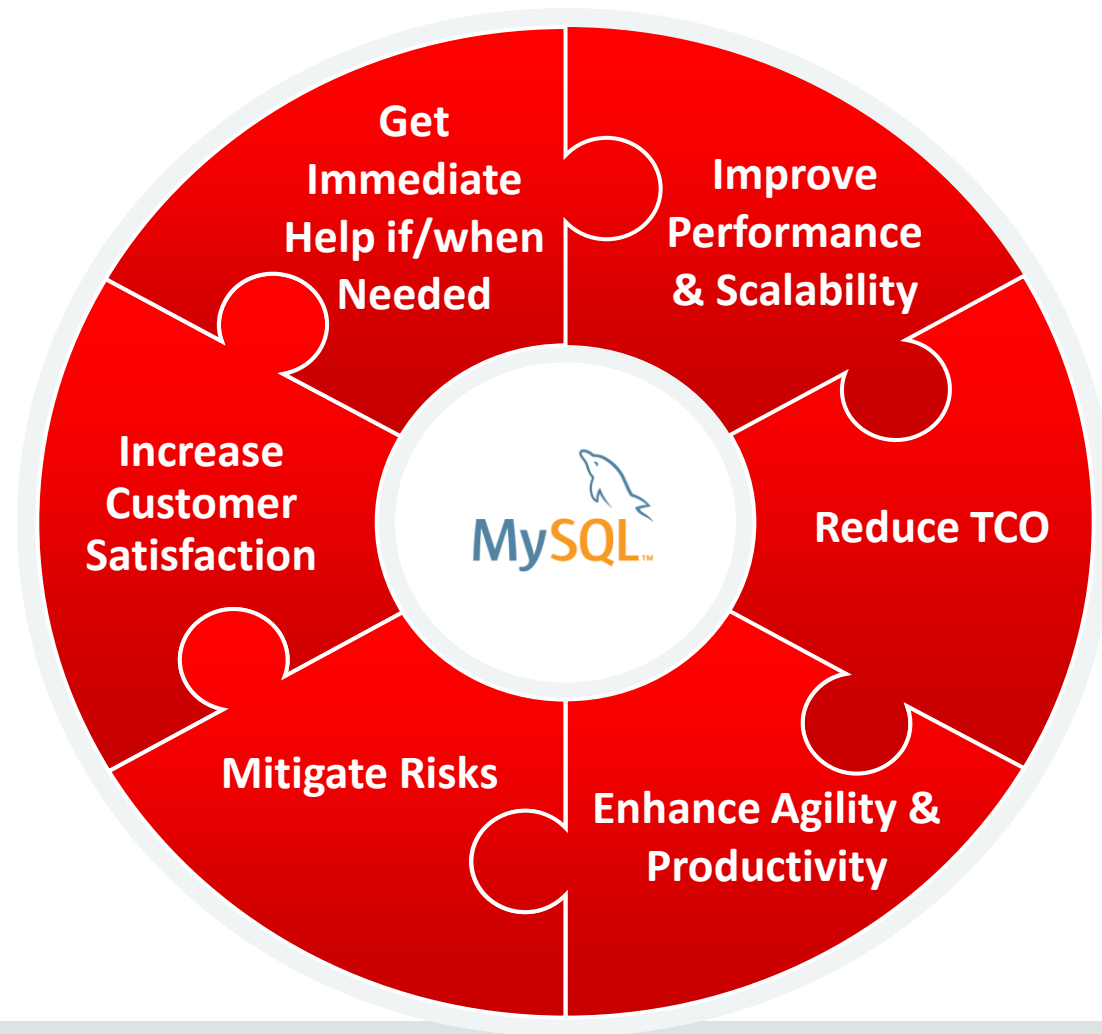 Get
Immediate
Help if/when
Needed
Improve
Performance
& Scalability
Increase
Customer
Satisfaction
MySQL™
Reduce TCO
Mitigate Risks
Enhance Agility &
Productivity